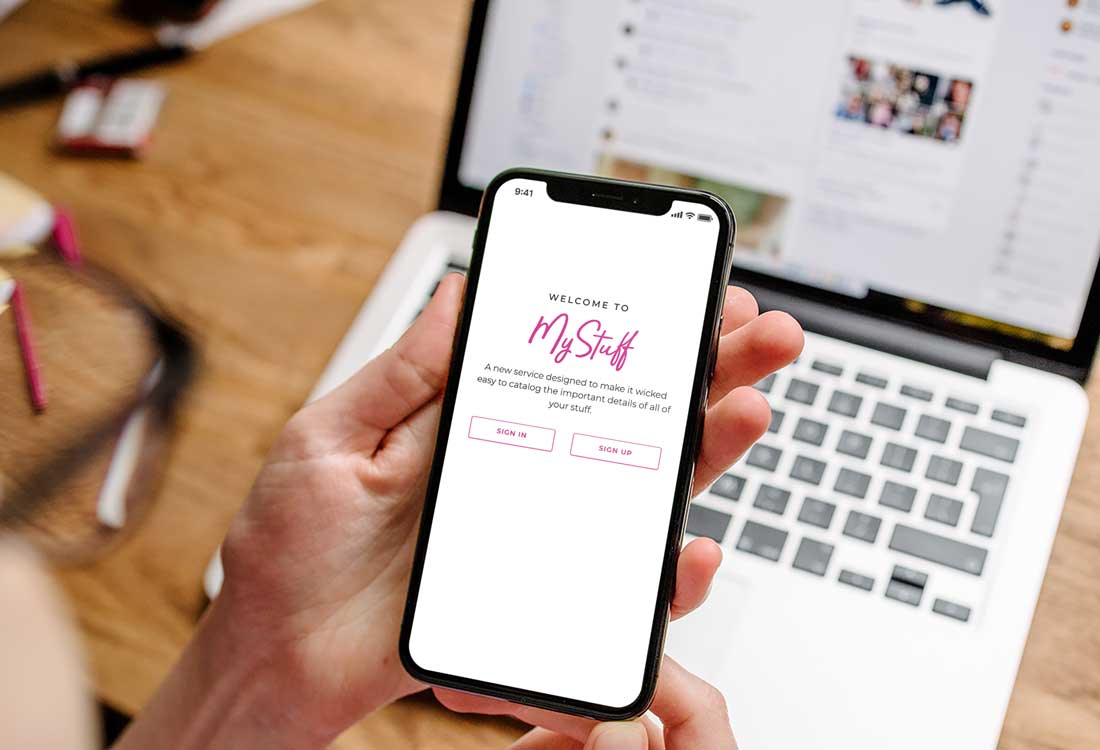 9:41
WELCOME TO
MyStuff
A new service designed to make it wicked
easy to catalog the important details of all of
your stuff.
SIGN IN
SIGN UP